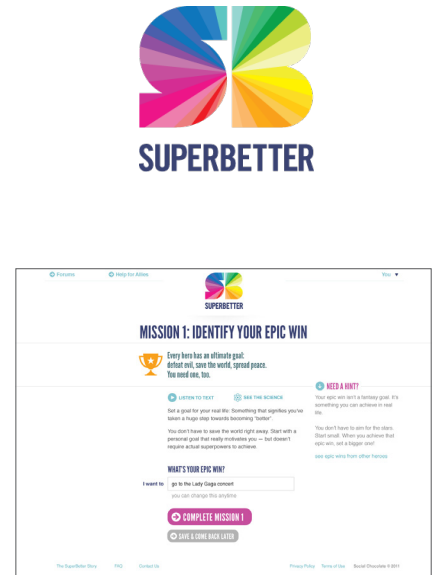 SUPERBETTER
Forums
Help for Allies
You
SUPERBETTER
MISSION 1: IDENTIFY YOUR EPIC WIN
Every hero has an ultimate goal:
defeat evil, save the world, spread peace.
You need one, too.
LISTEN TO TEXT
SEE THE SCIENCE
Set a goal for your real life: Something that signifies you've
taken a huge step towards becoming "better".
You don't have to save the world right away. Start with a
personal goal that really motivates you — but doesn't
require actual superpowers to achieve.
WHAT'S YOUR EPIC WIN?
I want to
go to the Lady Gaga concert
you can change this anytime
COMPLETE MISSION 1
SAVE & COME BACK LATER
NEED A HINT?
Your epic win isn't a fantasy goal. It's
something you can achieve in real
life.
You don't have to aim for the stars.
Start small. When you achieve that
epic win, set a bigger one!
see epic wins from other heroes
The SuperBetter Story
FAQ
Contact Us
Privacy Policy
Terms of Use
Social Chocolate © 2011